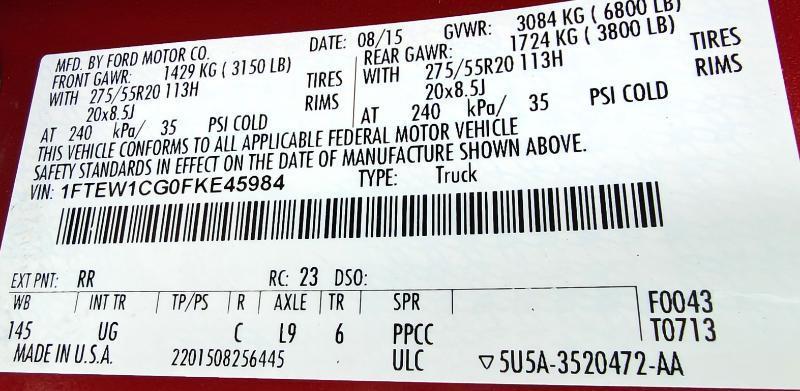 MFD. BY FORD MOTOR CO. DATE: 08/15 GVWR: 3084 KG ( 6800 LB)
FRONT GAWR: 1429 KG ( 3150 LB) REAR GAWR: 1724 KG ( 3800 LB)
WITH 275/55R20 113H TIRES WITH 275/55R20 113H TIRES
20x8.5J RIMS 20x8.5J RIMS
AT 240 kPa/ 35 PSI COLD AT 240 kPa/ 35 PSI COLD
THIS VEHICLE CONFORMS TO ALL APPLICABLE FEDERAL MOTOR VEHICLE
SAFETY STANDARDS IN EFFECT ON THE DATE OF MANUFACTURE SHOWN ABOVE.
VIN: 1FTEW1CG0FKE45984 TYPE: Truck
EXT PNT: RR RC: 23 DSO:
WB INT TR TP/PS R AXLE TR SPR F0043
145 UG C L9 6 PPCC T0713
MADE IN U.S.A. 2201508256445 ULC ▽5U5A-3520472-AA